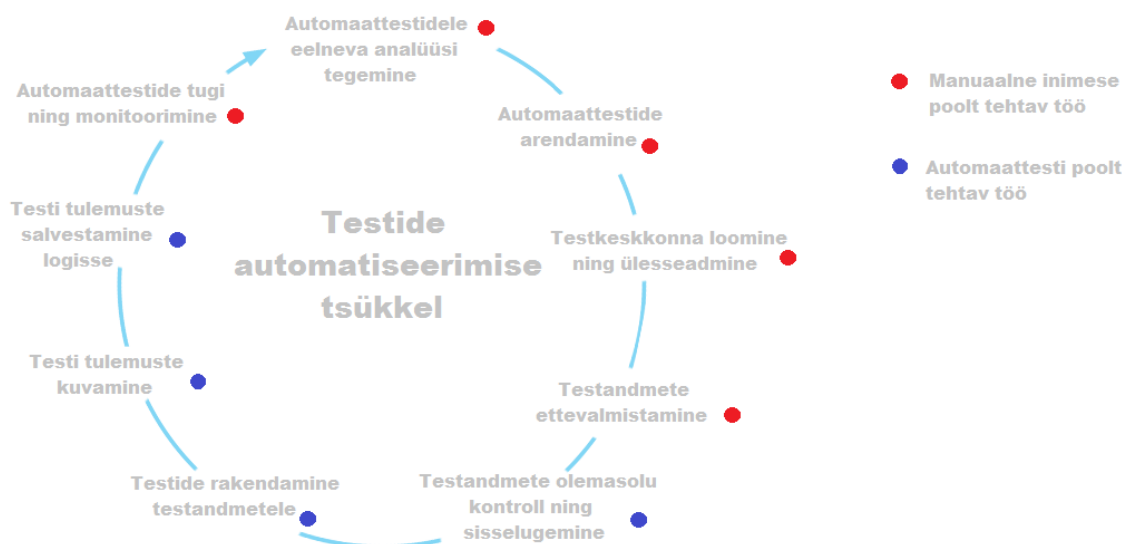 Automaattestidele
eelneva analüüsi
tegemine
Automaattestide
arendamine
Testkeskkonna loomine
ning ülesseadmine
Testandmete
ettevalmistamine
Testandmete olemasolu
kontroll ning
sisselugemine
Testide rakendamine
testandmetele
Testi tulemuste
kuvamine
Testi tulemuste
salvestamine
logisse
Automaattestide tugi
ning monitoorimine
Testide
automatiseerimise
tsükkel
Manuaalne inimese
poolt tehtav töö
Automaattesti poolt
tehtav töö